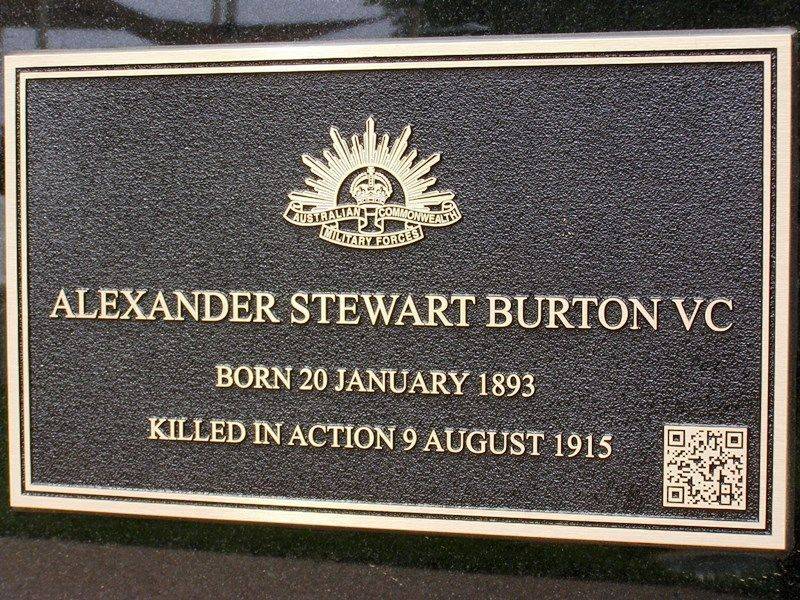 AUSTRALIAN COMMONWEALTH
MILITARY FORCES
ALEXANDER STEWART BURTON VC
BORN 20 JANUARY 1893
KILLED IN ACTION 9 AUGUST 1915